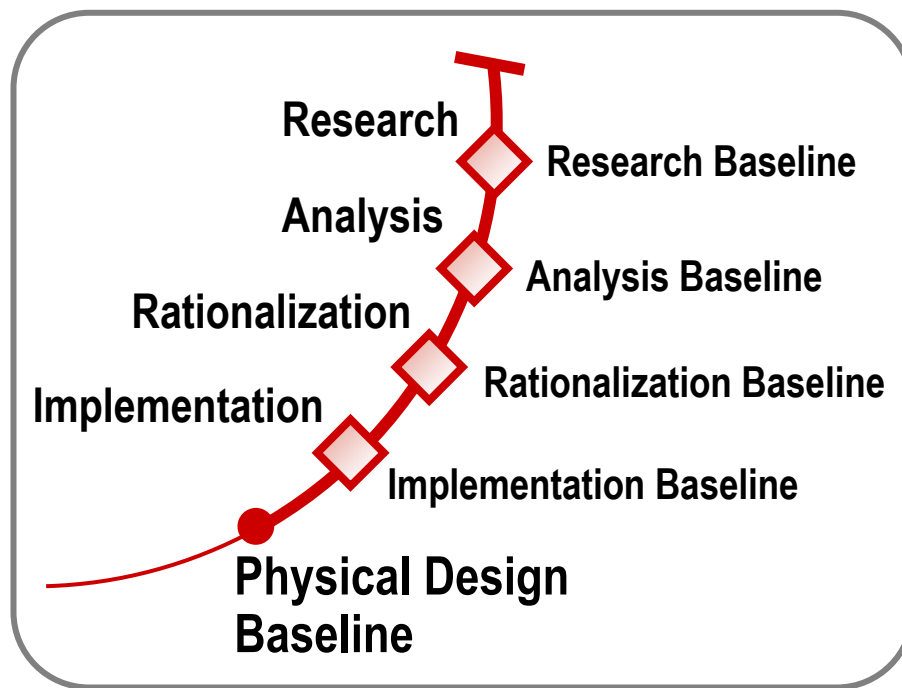 Research
Research Baseline
Analysis
Analysis Baseline
Rationalization
Rationalization Baseline
Implementation
Implementation Baseline
Physical Design
Baseline